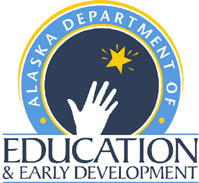 ALASKA DEPARTMENT OF
EDUCATION
& EARLY DEVELOPMENT